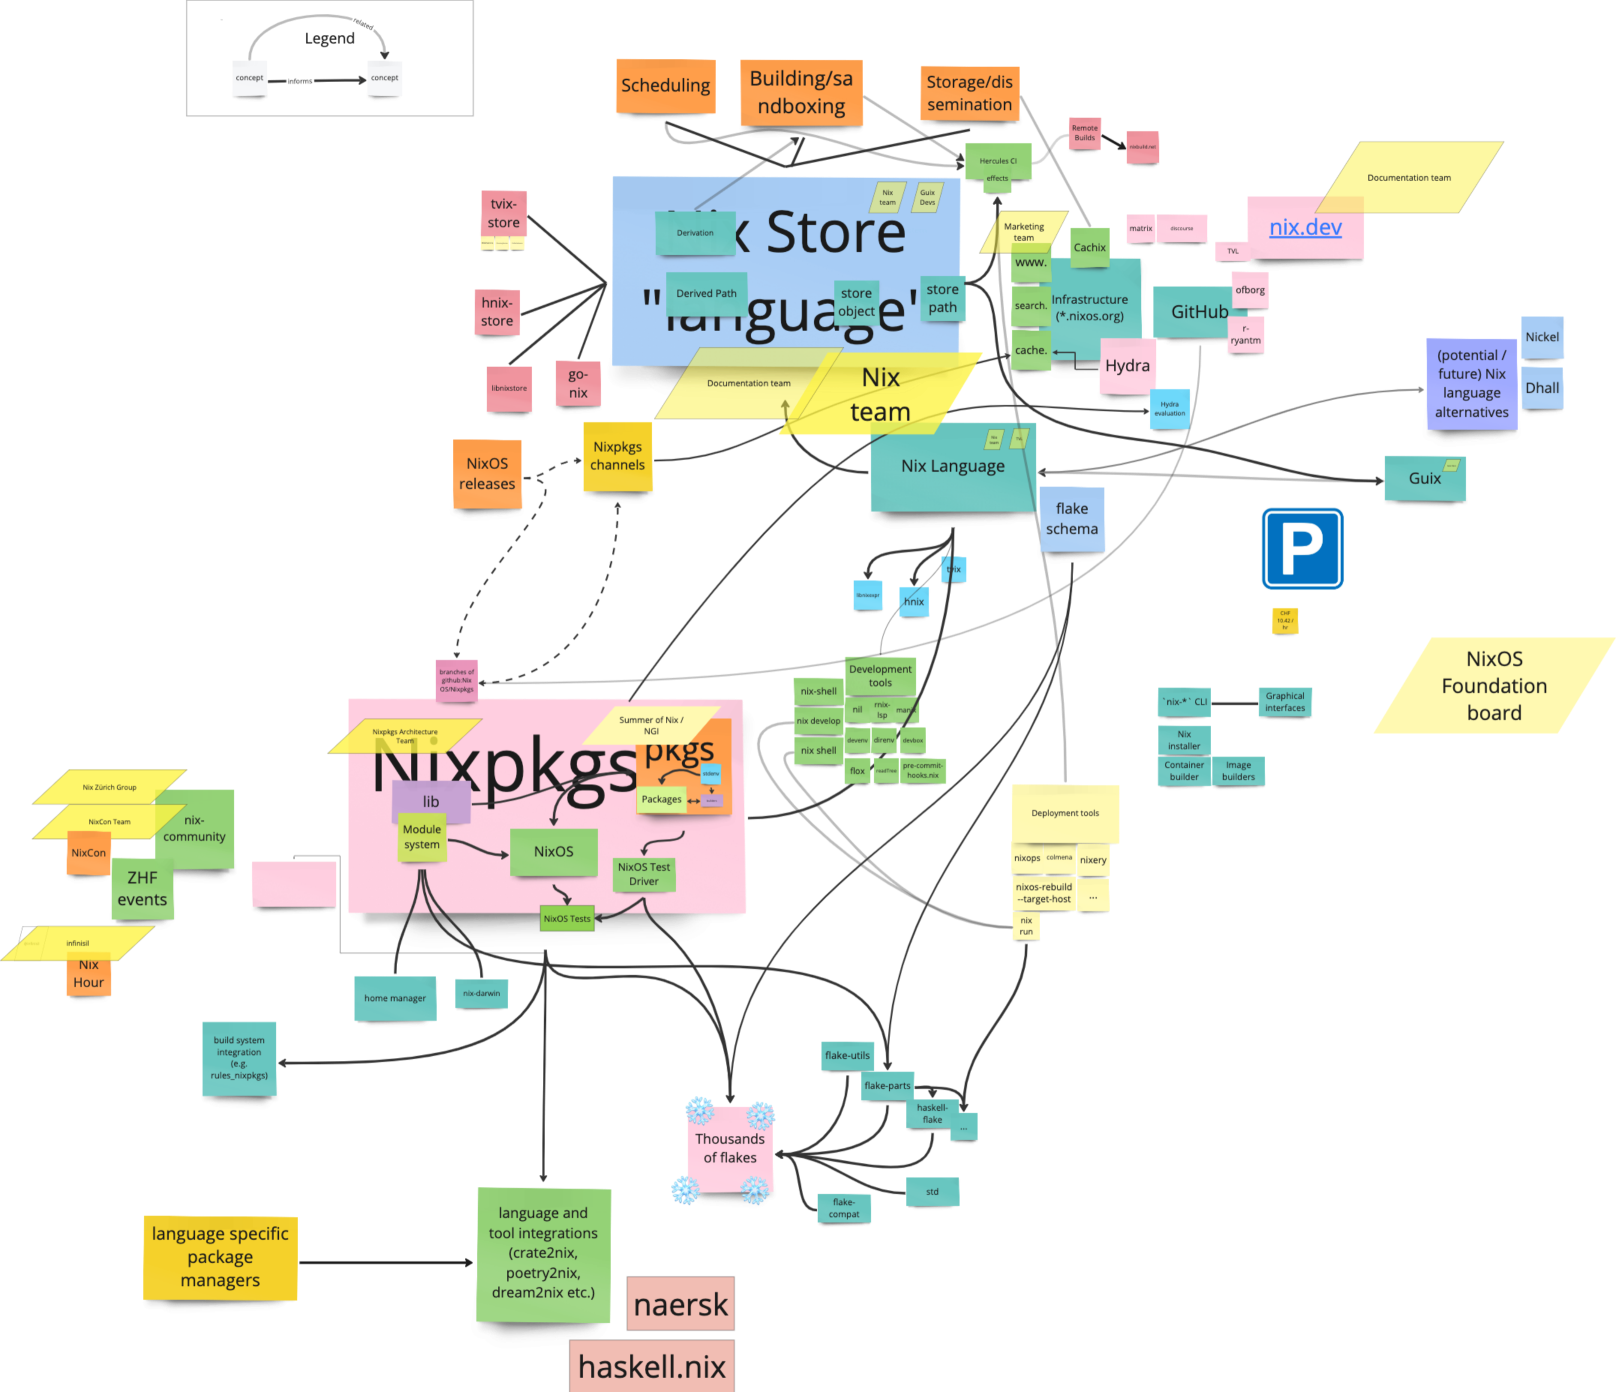 related
Legend
concept
informs
concept
Scheduling
Building/sa
ndboxing
Storage/dis
semination
Remote
Builds
rebuild.nix
Hercules CI
effects
Documentation team
tvix-
store
Nix
team
Guix
Devs
x Store
"language"
Derivation
Derived Path
store
object
store
path
Marketing
team
Cachix
matrix
discourse
nix.dev
TVL
www.
search.
cache.
Infrastructure
(*.nixos.org)
GitHub
ofborg
r-
ryantm
Hydra
hnix-
store
libnixstore
go-
nix
Documentation team
Nix
team
Hydra
evaluation
(potential /
future) Nix
language
alternatives
Nickel
Dhall
NixOS
releases
Nixpkgs
channels
Nix Language
Guix
flake
schema
P
tvix
libnixexpr
hnix
CHF
10.42 /
hr
NixOS
Foundation
board
branches of
github:Nix
OS/Nixpkgs
Development
tools
nix-shell
nil
rnix-
lsp
nix develop
devenv
direnv
devbox
nix shell
flox
pre-commit-
hooks.nix
`nix-*` CLI
Graphical
interfaces
Nix
installer
Container
builder
Image
builders
Nixpkgs Architecture
Team
Summer of Nix /
NGI
Nixpkgs
pkgs
stdenv
Packages
lib
Module
system
NixOS
NixOS Test
Driver
NixOS Tests
Deployment tools
nixops
colmena
nixery
nixos-rebuild
--target-host
...
nix
run
Nix Zürich Group
NixCon Team
nix-
community
NixCon
ZHF
events
infinisil
Nix
Hour
home manager
nix-darwin
build system
integration
(e.g.
rules_nixpkgs)
flake-utils
flake-parts
haskell-
flake
...
Thousands
of flakes
std
flake-
compat
language specific
package
managers
language and
tool integrations
(crate2nix,
poetry2nix,
dream2nix etc.)
naersk
haskell.nix